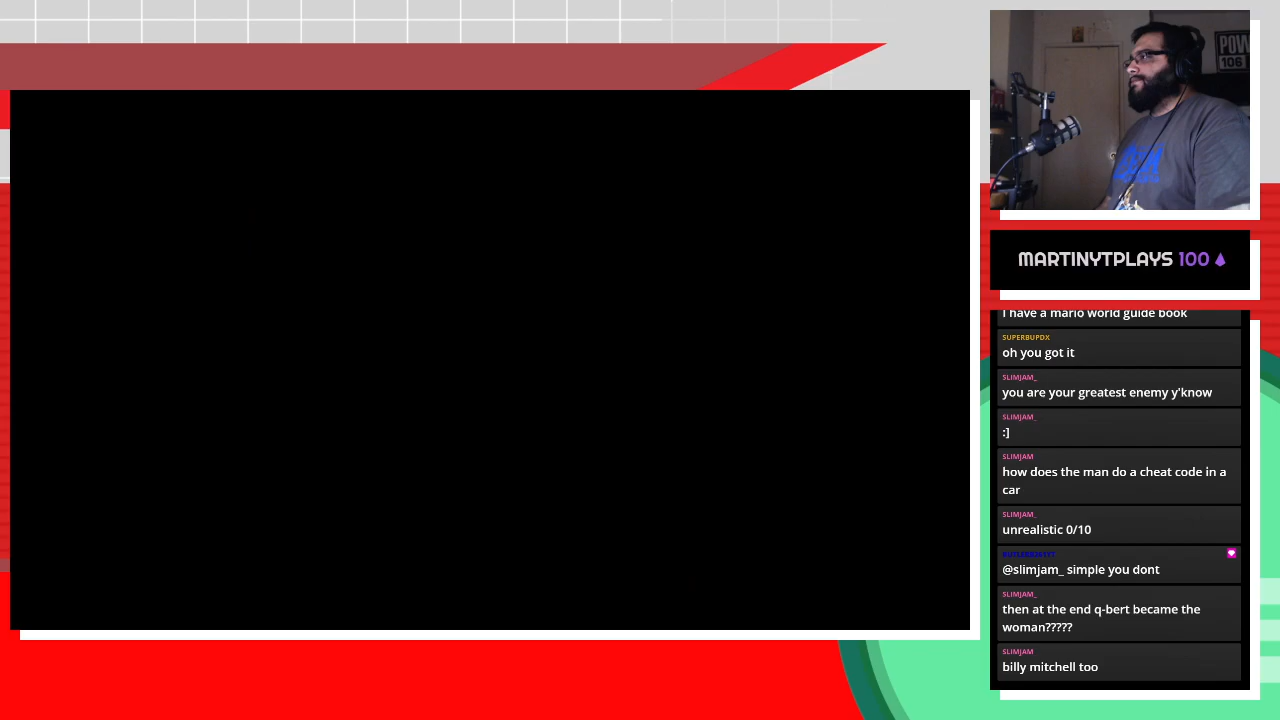 POW
106
MARTINYTPLAYS 100
I have a mario world guide book
SUPERBUPDX
oh you got it
SLIMJAM_
you are your greatest enemy y'know
SLIMJAM_
:]
SLIMJAM
how does the man do a cheat code in a
car
SLIMJAM_
unrealistic 0/10
@slimjam_ simple you dont
SLIMJAM_
then at the end q-bert became the
woman?????
SLIMJAM
billy mitchell too